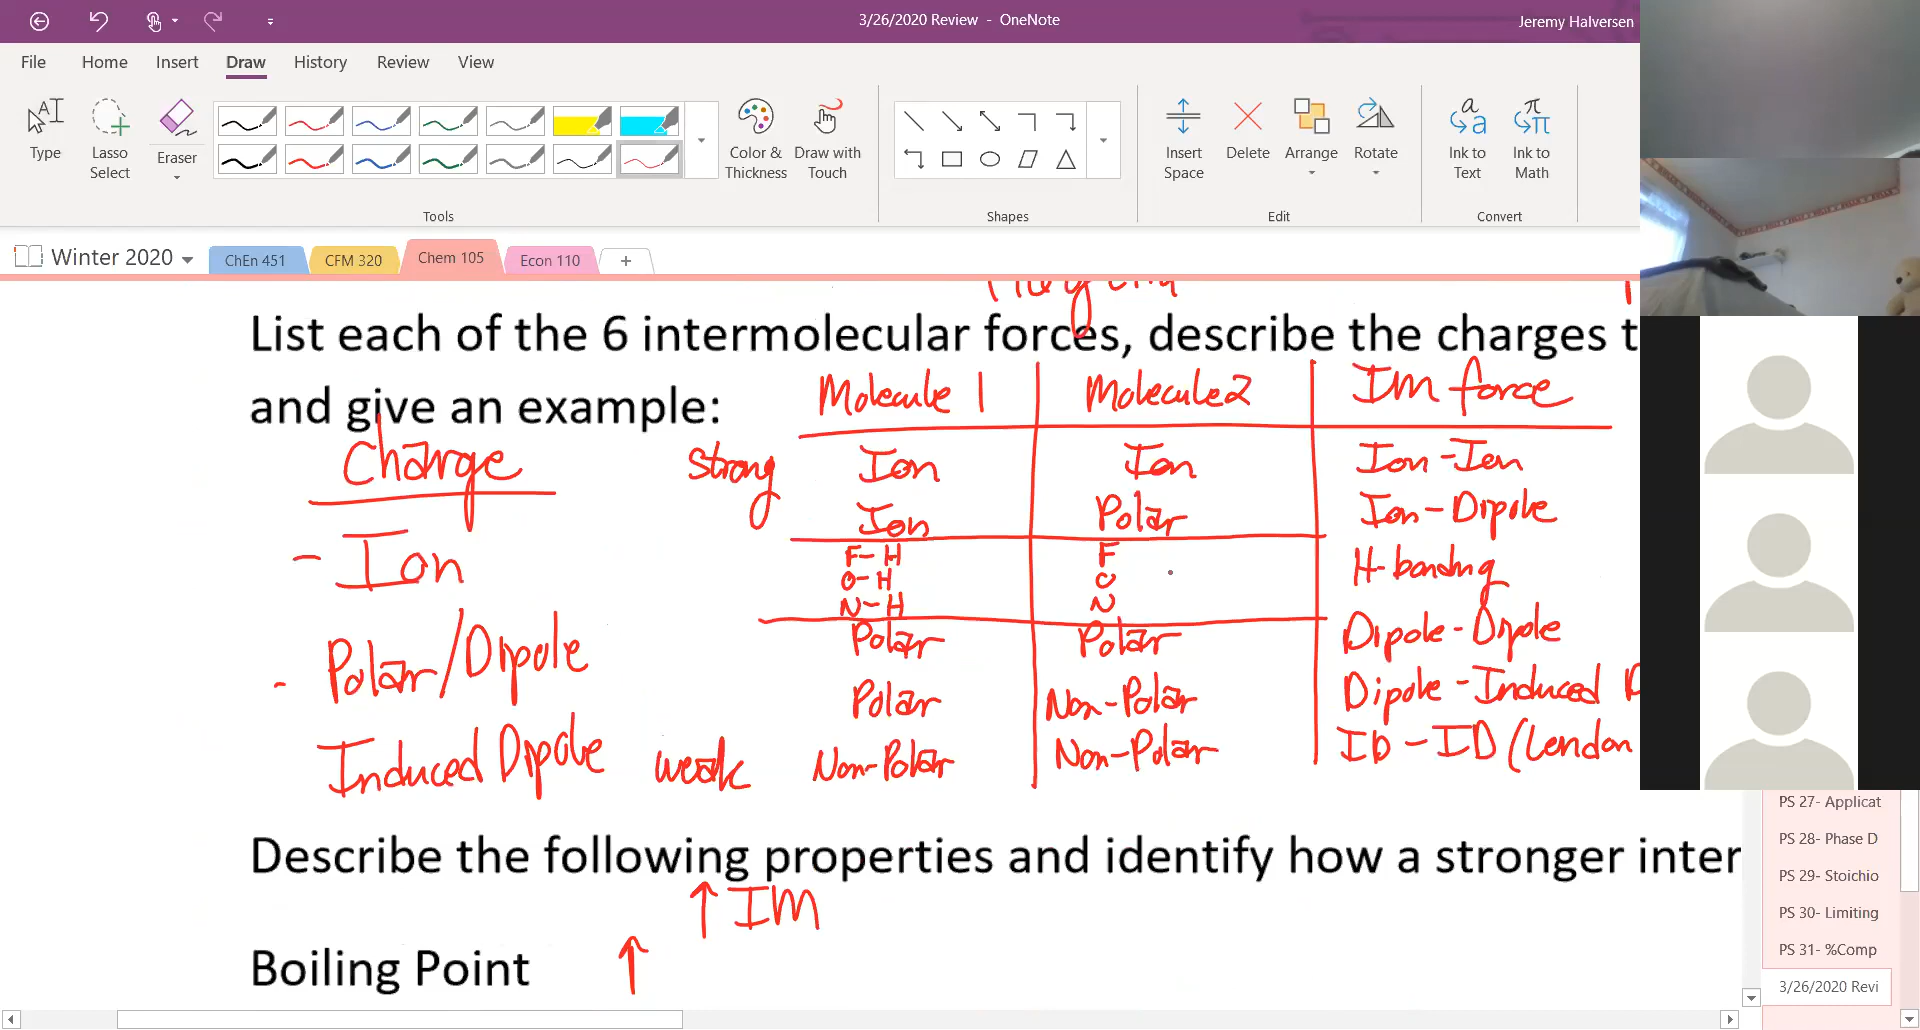 3/26/2020 Review - OneNote
Jeremy Halversen
File Home Insert Draw History Review View
Type
Lasso Select
Eraser
Color & Thickness
Draw with Touch
Insert Space
Delete
Arrange
Rotate
Ink to Text
Ink to Math
Tools
Shapes
Edit
Convert
Winter 2020
ChEn 451
CFM 320
Chem 105
Econ 110
List each of the 6 intermolecular forces, describe the charges t
and give an example:
Charge
- Ion
- Polar/Dipole
Induced Dipole
Molecule 1 Molecule 2 IM force
Strong Ion Ion Ion-Ion
Ion Polar Ion-Dipole
F-H F
O-H O H-bonding
N-H N
Polar Polar Dipole-Dipole
Polar Non-Polar Dipole-Induced D
weak Non-Polar Non-Polar ID-ID (London
Describe the following properties and identify how a stronger inter
↑ IM
Boiling Point ↑
PS 27- Applicat
PS 28- Phase D
PS 29- Stoichio
PS 30- Limiting
PS 31- %Comp
3/26/2020 Revi